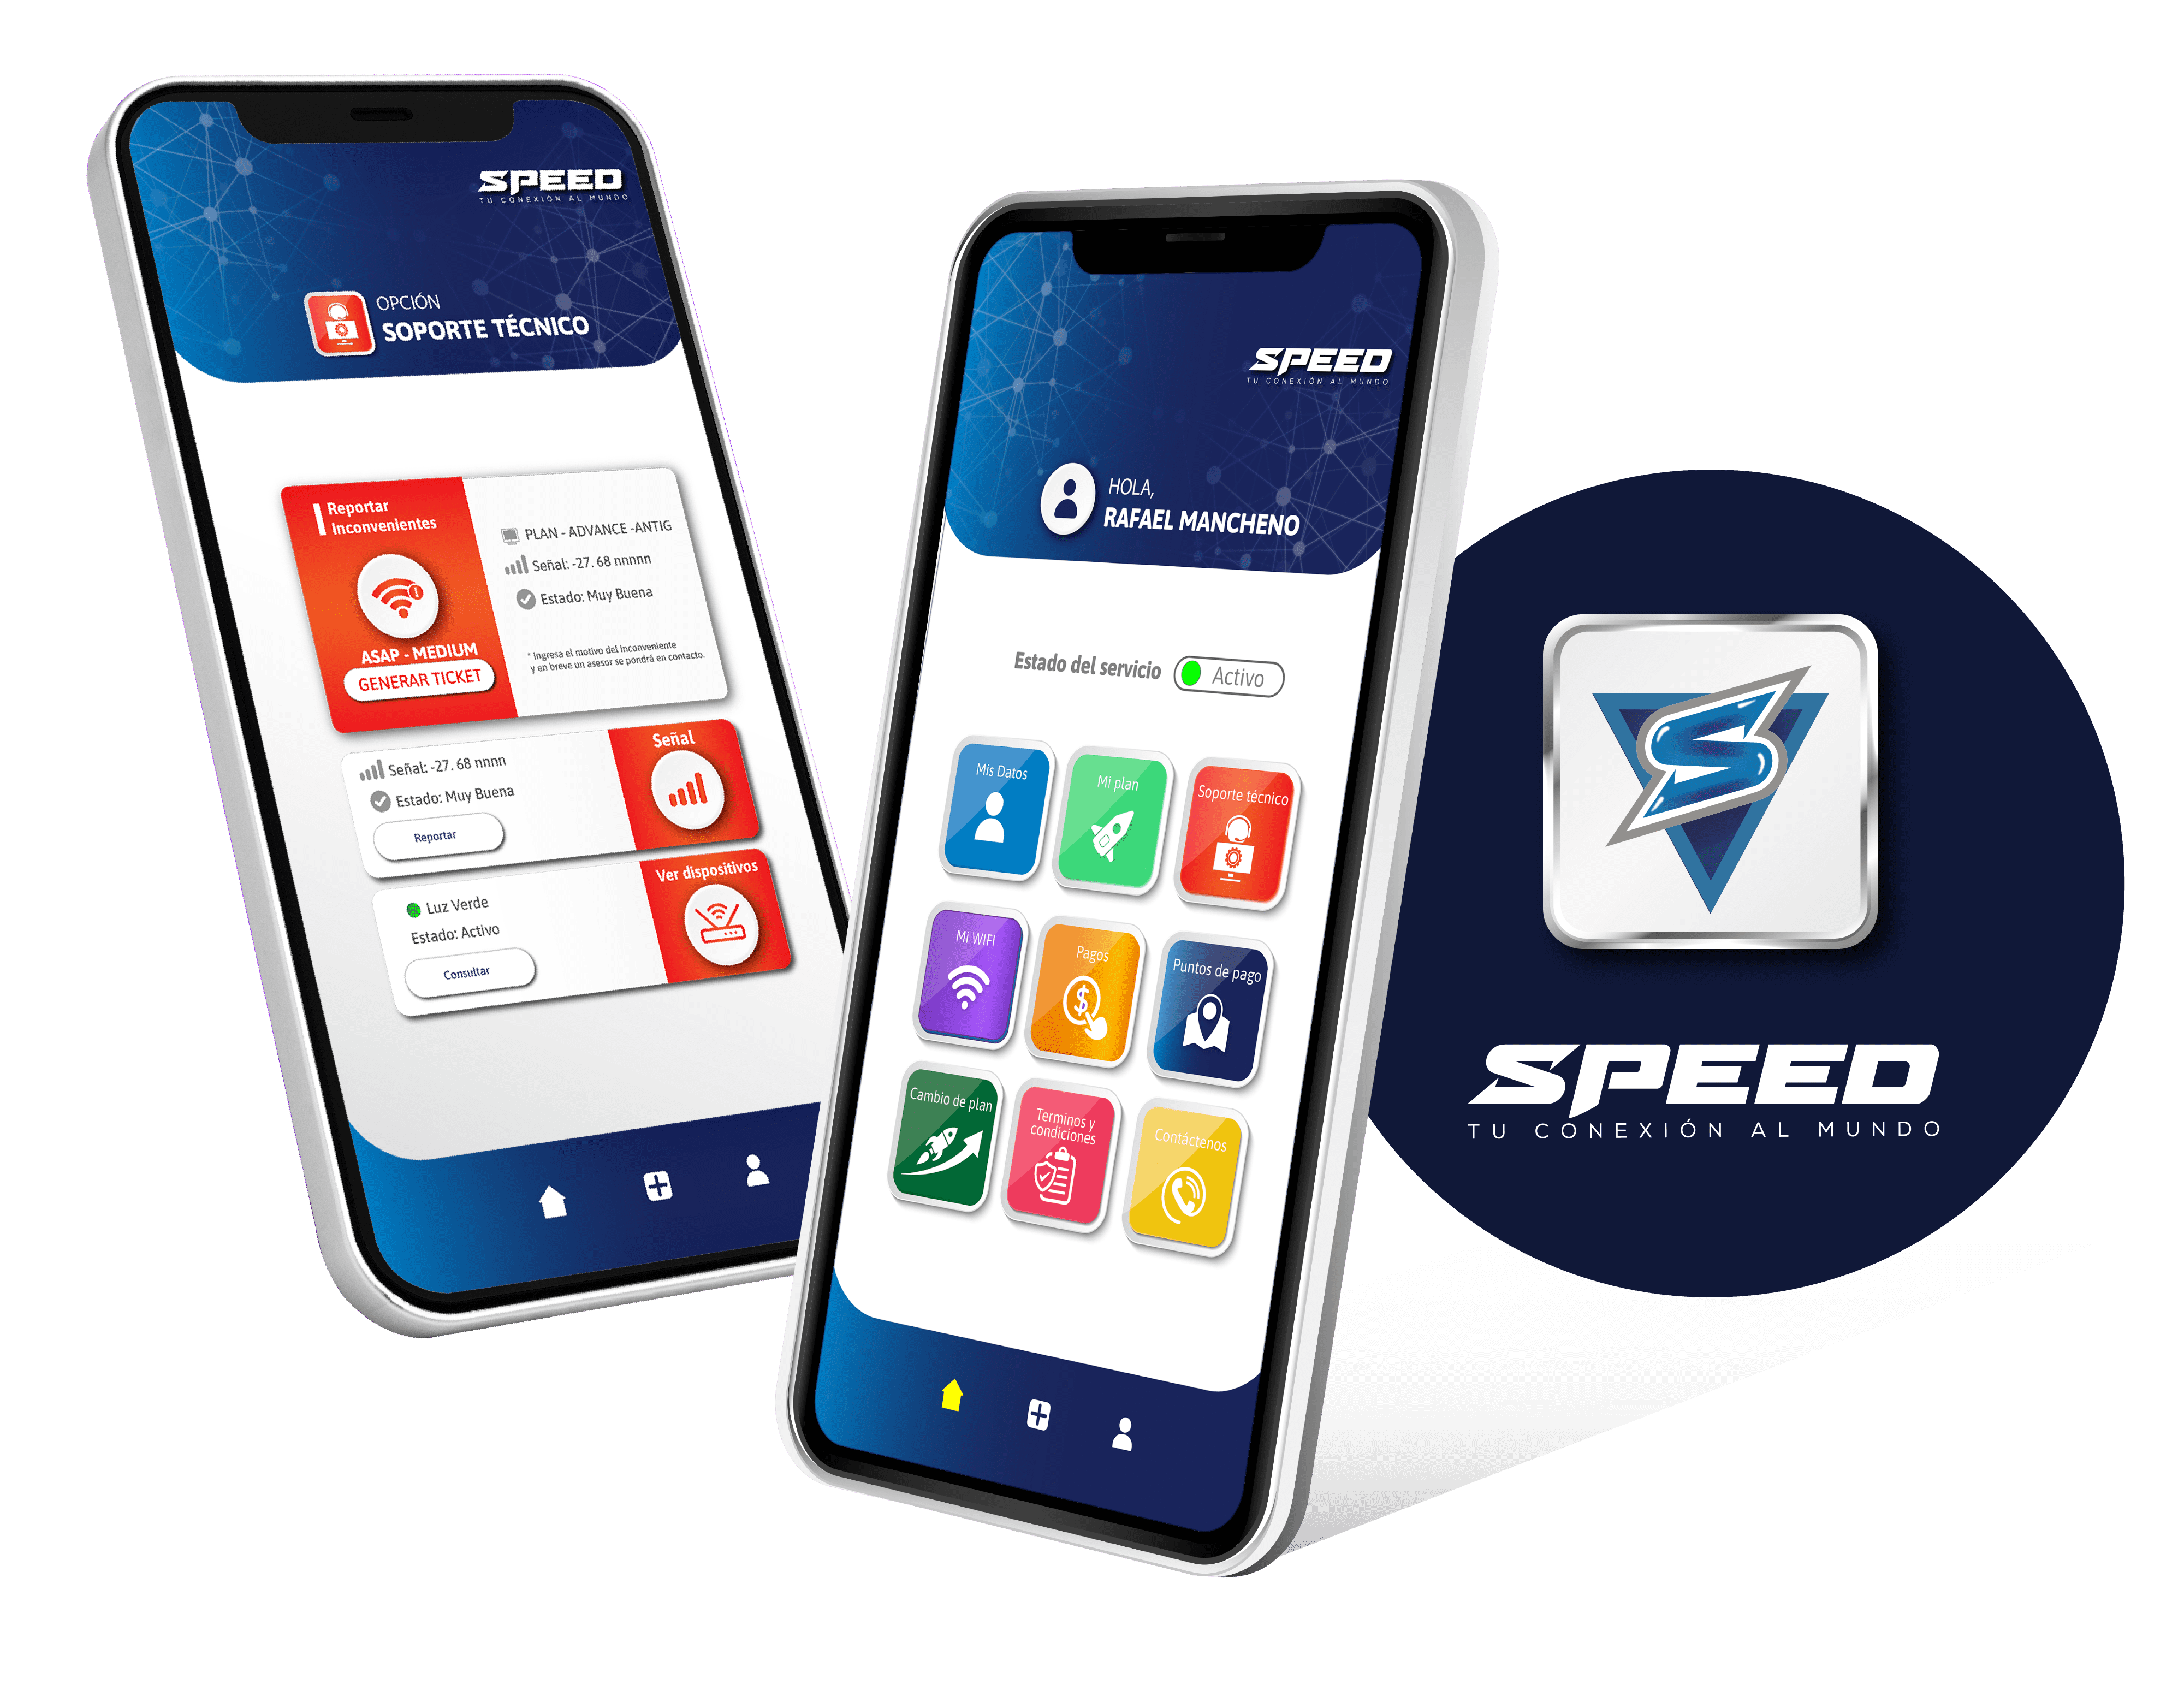 SPEED
TU CONEXIÓN AL MUNDO
OPCIÓN
SOPORTE TÉCNICO
Reportar
Inconvenientes
ASAP - MEDIUM
GENERAR TICKET
PLAN - ADVANCE -ANTIG
Señal: -27. 68 nnnnn
Estado: Muy Buena
* Ingresa el motivo del inconveniente
y en breve un asesor se pondrá en contacto.
Señal: -27. 68 nnnn
Estado: Muy Buena
Reportar
Señal
Luz Verde
Estado: Activo
Consultar
Ver dispositivos
SPEED
TU CONEXIÓN AL MUNDO
HOLA,
RAFAEL MANCHENO
Estado del servicio
Activo
Mis Datos
Mi plan
Soporte técnico
Mi WIFI
Pagos
Puntos de pago
Cambio de plan
Terminos y
condiciones
Contáctenos
S
SPEED
TU CONEXIÓN AL MUNDO